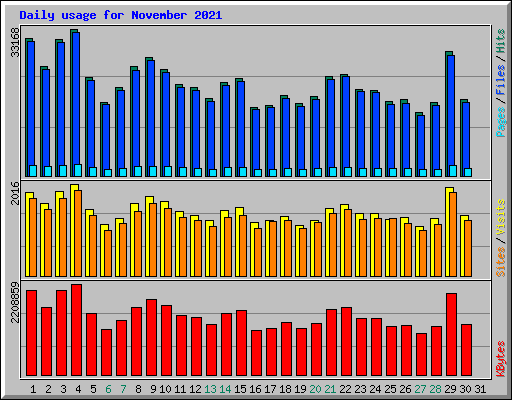 Daily usage for November 2021
33168
Pages / Files / Hits
2016
Sites / Visits
2208859
KBytes
1 2 3 4 5 6 7 8 9 10 11 12 13 14 15 16 17 18 19 20 21 22 23 24 25 26 27 28 29 30 31